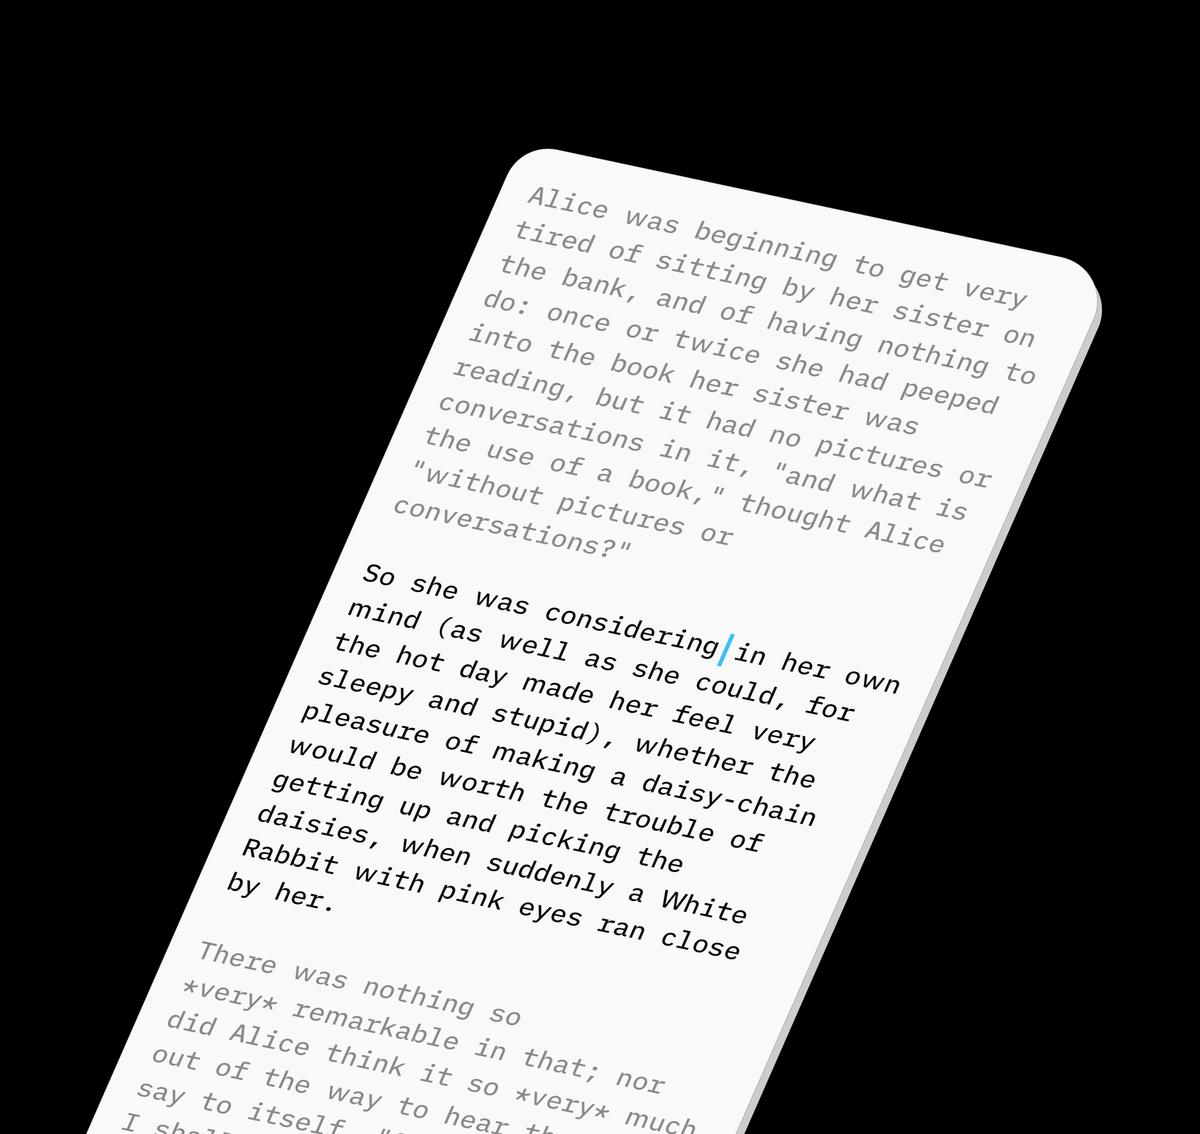 Alice was beginning to get very
tired of sitting by her sister on
the bank, and of having nothing to
do: once or twice she had peeped
into the book her sister was
reading, but it had no pictures or
conversations in it, "and what is
the use of a book," thought Alice
"without pictures or
conversations?"
So she was considering in her own
mind (as well as she could, for
the hot day made her feel very
sleepy and stupid), whether the
pleasure of making a daisy-chain
would be worth the trouble of
getting up and picking the
daisies, when suddenly a White
Rabbit with pink eyes ran close
by her.
There was nothing so
*very* remarkable in that; nor
did Alice think it so *very* much
out of the way to hear
say to itself,
I